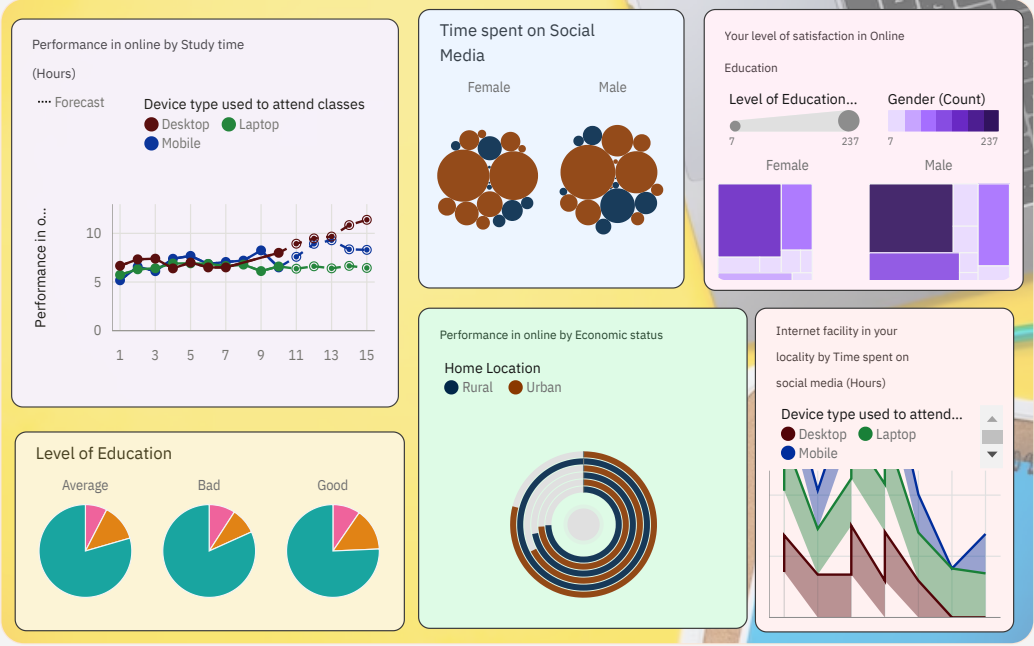 Performance in online by Study time
(Hours)
Forecast
Device type used to attend classes
Desktop
Laptop
Mobile
Performance in o...
10
5
0
1
3
5
7
9
11
13
15
Time spent on Social
Media
Female
Male
Your level of satisfaction in Online
Education
Level of Education...
Gender (Count)
7
237
7
237
Female
Male
Level of Education
Average
Bad
Good
Performance in online by Economic status
Home Location
Rural
Urban
Internet facility in your
locality by Time spent on
social media (Hours)
Device type used to attend...
Desktop
Laptop
Mobile